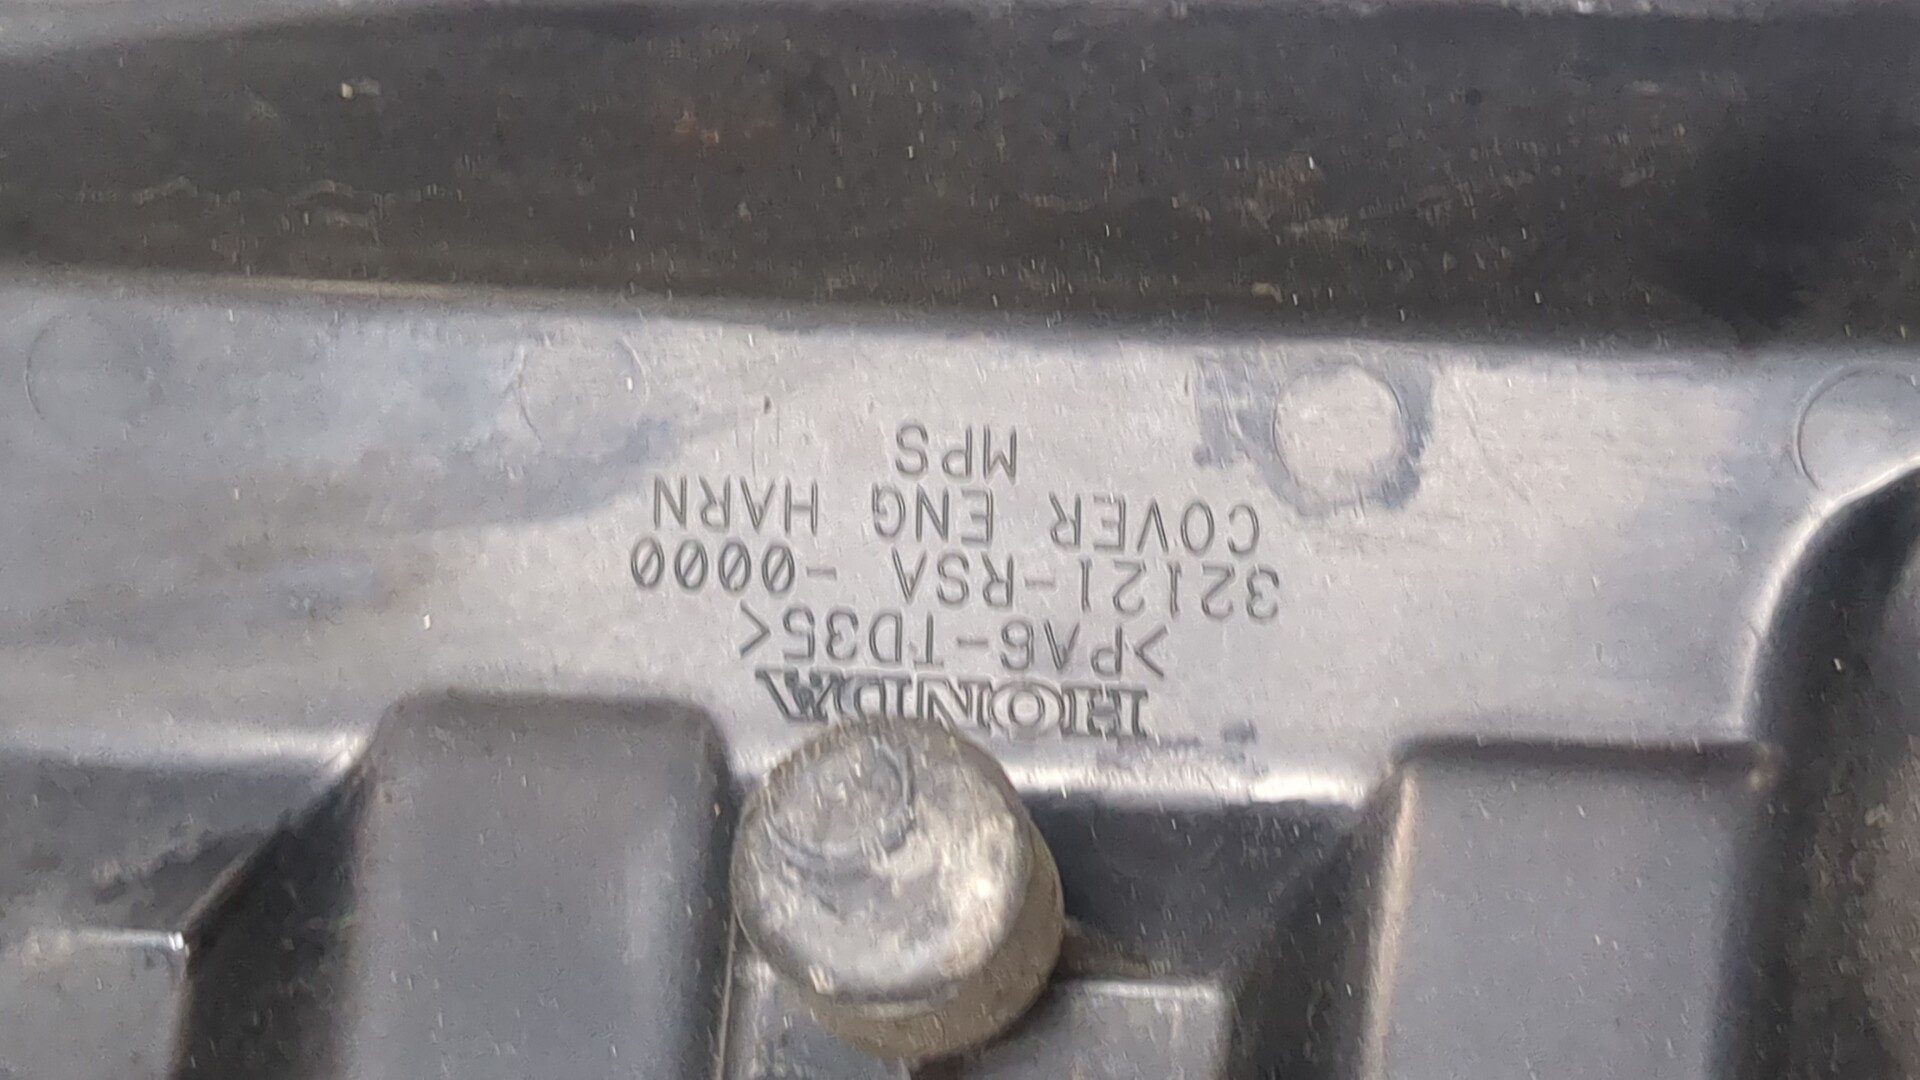 HONDA
>PA6-TD35<
32121-RSA -0000
COVER ENG HARN
MPS